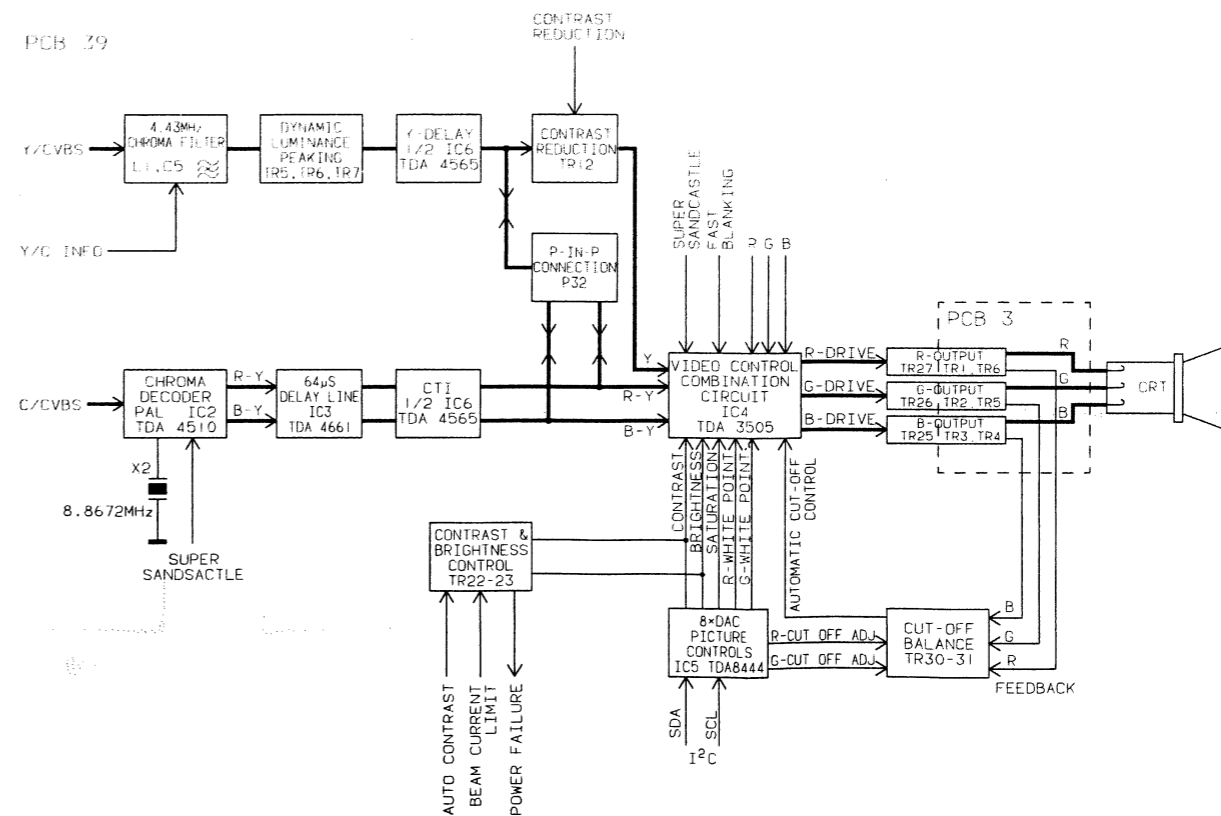 PCB 39
CONTRAST
REDUCTION
Y/CVBS
4.43MHz
CHROMA FILTER
L1,C5
DYNAMIC
LUMINANCE
PEAKING
TR5,TR6,TR7
Y-DELAY
1/2 IC6
TDA 4565
CONTRAST
REDUCTION
TR12
Y/C INFO
P-IN-P
CONNECTION
P32
SUPER
SANDCASTLE
FAST
BLANKING
R
G
B
C/CVBS
CHROMA
DECODER
PAL IC2
TDA 4510
R-Y
B-Y
64µS
DELAY LINE
IC3
TDA 4661
CTI
1/2 IC6
TDA 4565
Y
R-Y
B-Y
VIDEO CONTROL
COMBINATION
CIRCUIT
IC4
TDA 3505
R-DRIVE
G-DRIVE
B-DRIVE
PCB 3
R-OUTPUT
TR27 TR1,TR6
G-OUTPUT
TR26,TR2,TR5
B-OUTPUT
TR25 TR3,TR4
R
G
B
CRT
X2
8.8672MHz
SUPER
SANDSACTLE
CONTRAST
BRIGHTNESS
SATURATION
R-WHITE POINT
G-WHITE POINT
AUTOMATIC CUT-OFF
CONTROL
CONTRAST &
BRIGHTNESS
CONTROL
TR22-23
AUTO CONTRAST
BEAM CURRENT
LIMIT
POWER FAILURE
8×DAC
PICTURE
CONTROLS
IC5 TDA8444
R-CUT OFF ADJ
G-CUT OFF ADJ
CUT-OFF
BALANCE
TR30-31
B
G
R
FEEDBACK
SDA
SCL
I²C